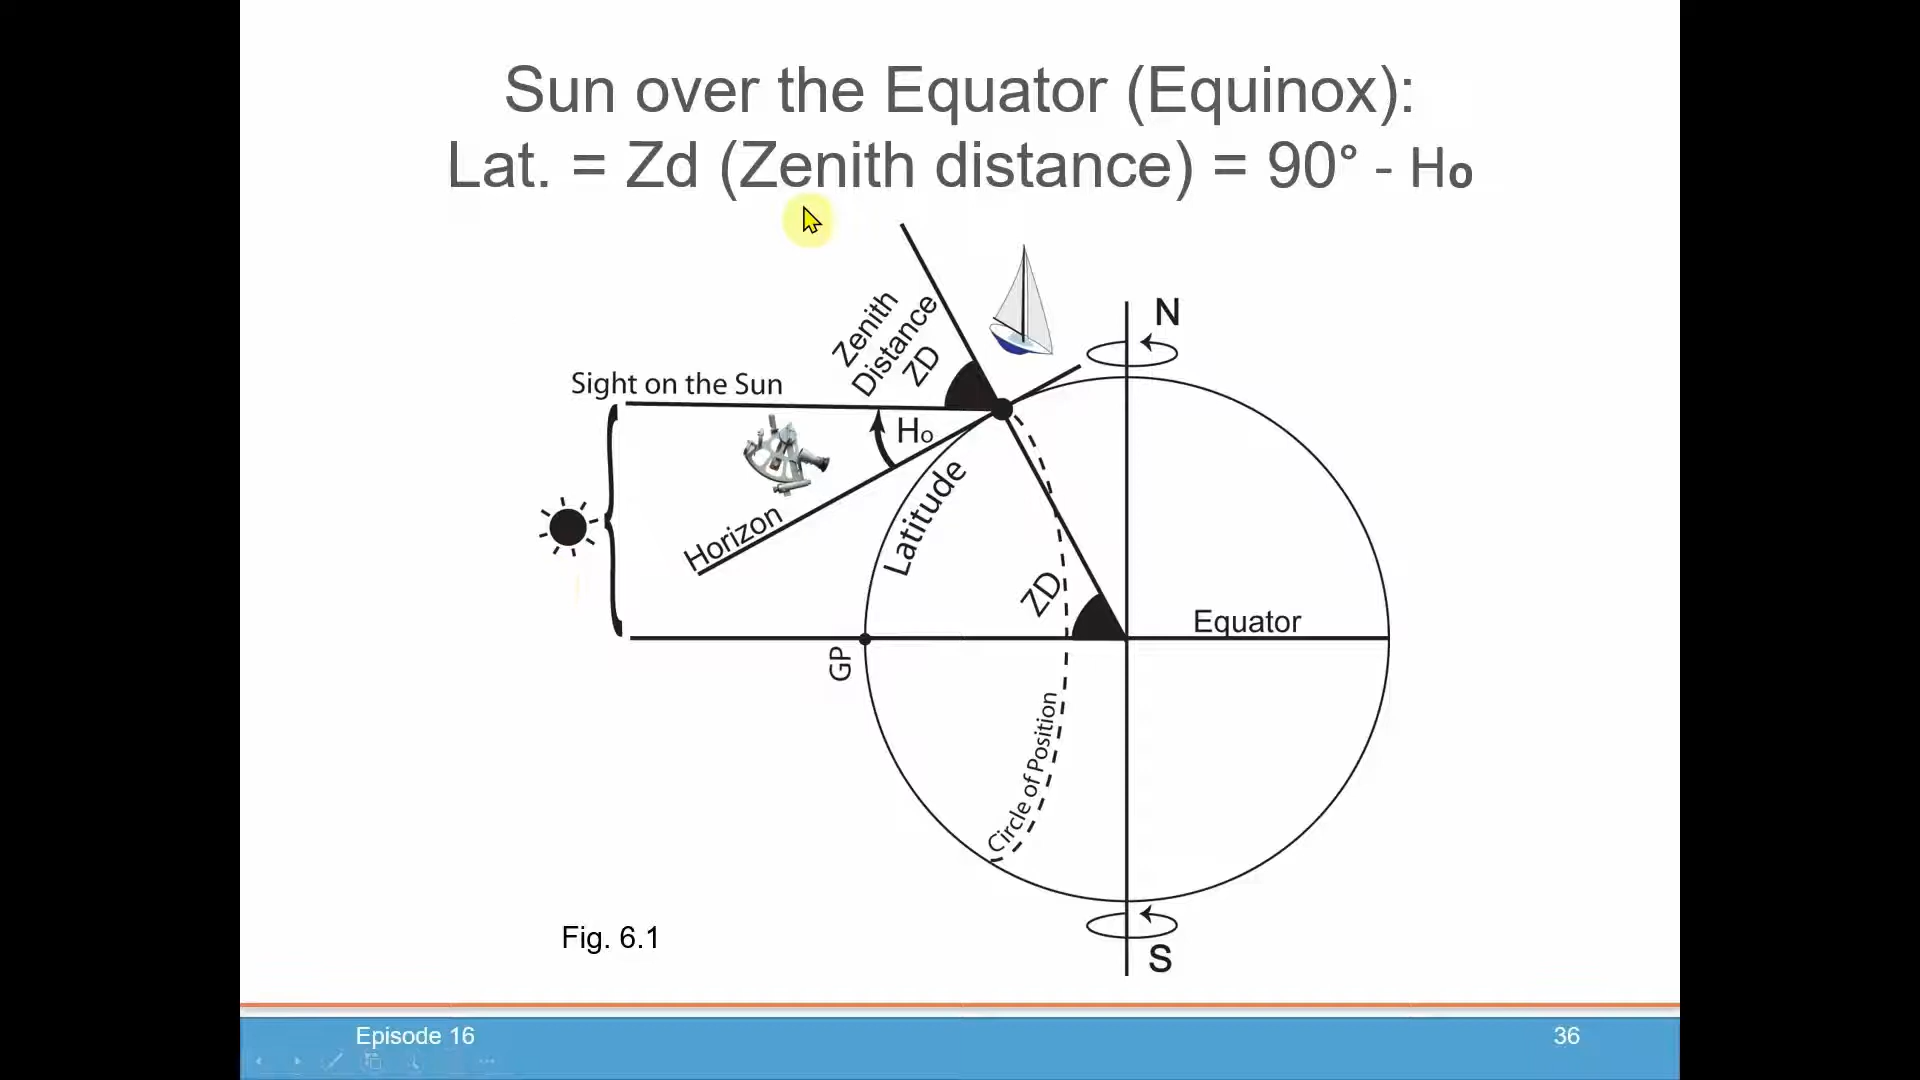 Sun over the Equator (Equinox):
Lat. = Zd (Zenith distance) = 90° - Ho
Zenith
Distance
ZD
N
Sight on the Sun
Ho
Latitude
Horizon
ZD
Equator
GP
Circle of Position
Fig. 6.1
S
Episode 16
36